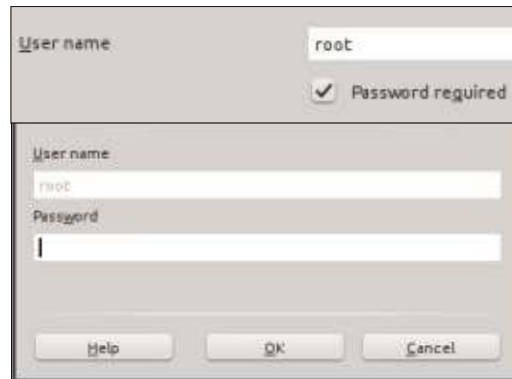 User name
root
Password required
User name
root
Password
Help
OK
Cancel